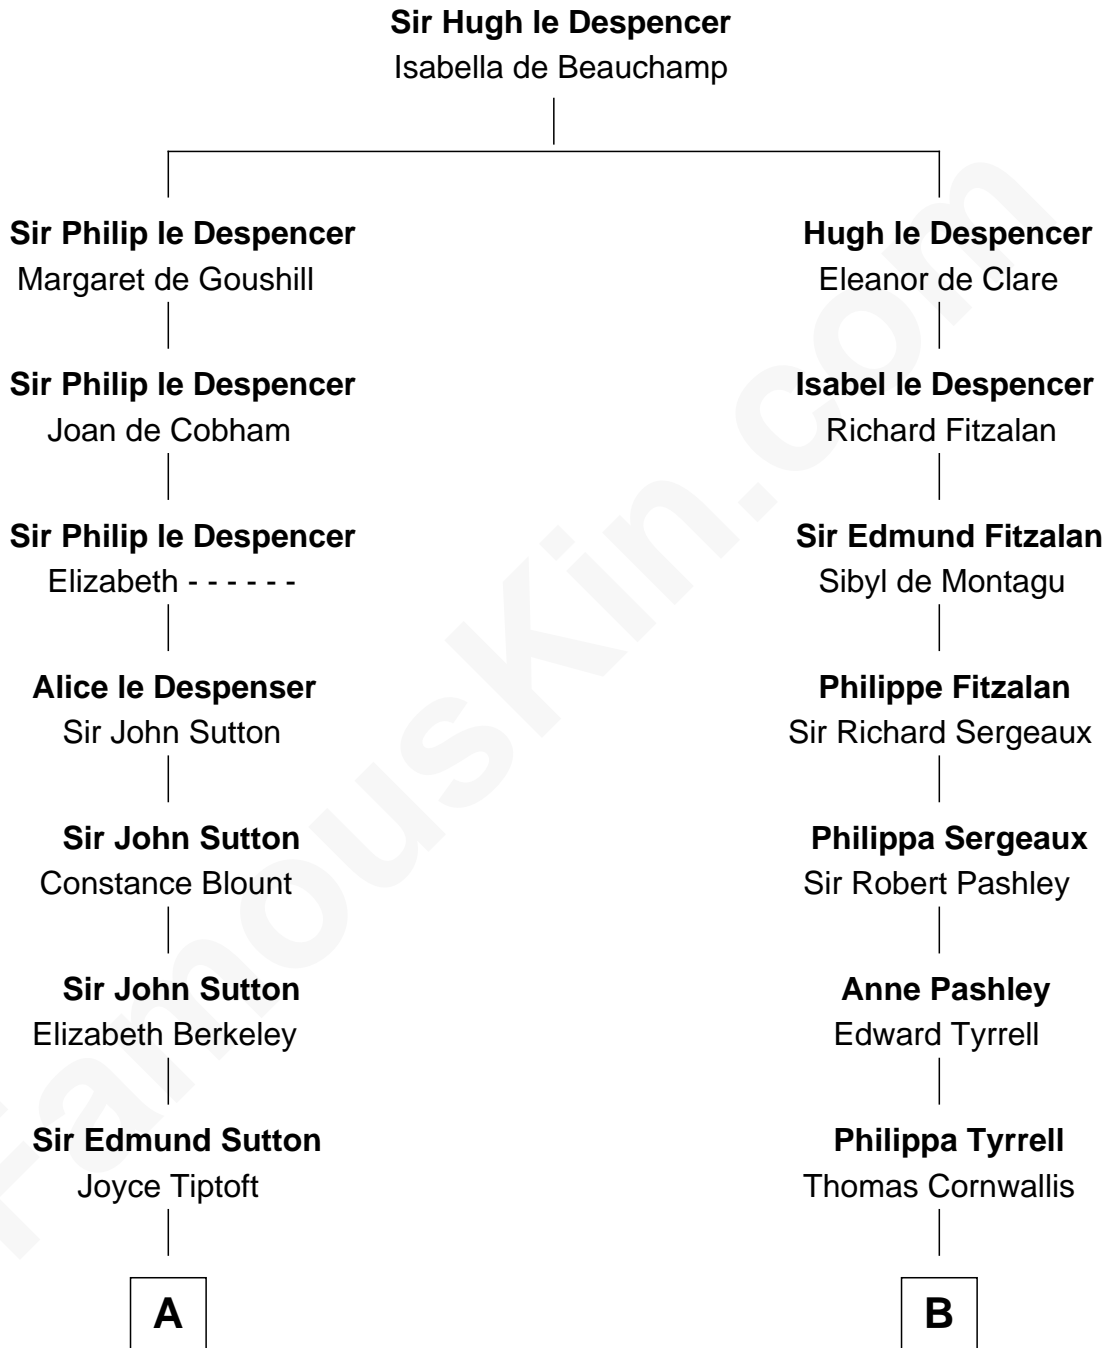 Sir Hugh le Despencer
Isabella de Beauchamp
Sir Philip le Despencer
Margaret de Goushill
Hugh le Despencer
Eleanor de Clare
Sir Philip le Despencer
Joan de Cobham
Isabel le Despencer
Richard Fitzalan
Sir Philip le Despencer
Elizabeth - - - - - -
Sir Edmund Fitzalan
Sibyl de Montagu
Alice le Despenser
Sir John Sutton
Philippe Fitzalan
Sir Richard Sergeaux
Sir John Sutton
Constance Blount
Philippa Sergeaux
Sir Robert Pashley
Sir John Sutton
Elizabeth Berkeley
Anne Pashley
Edward Tyrrell
Sir Edmund Sutton
Joyce Tiptoft
Philippa Tyrrell
Thomas Cornwallis
A
B
FamousKin.com